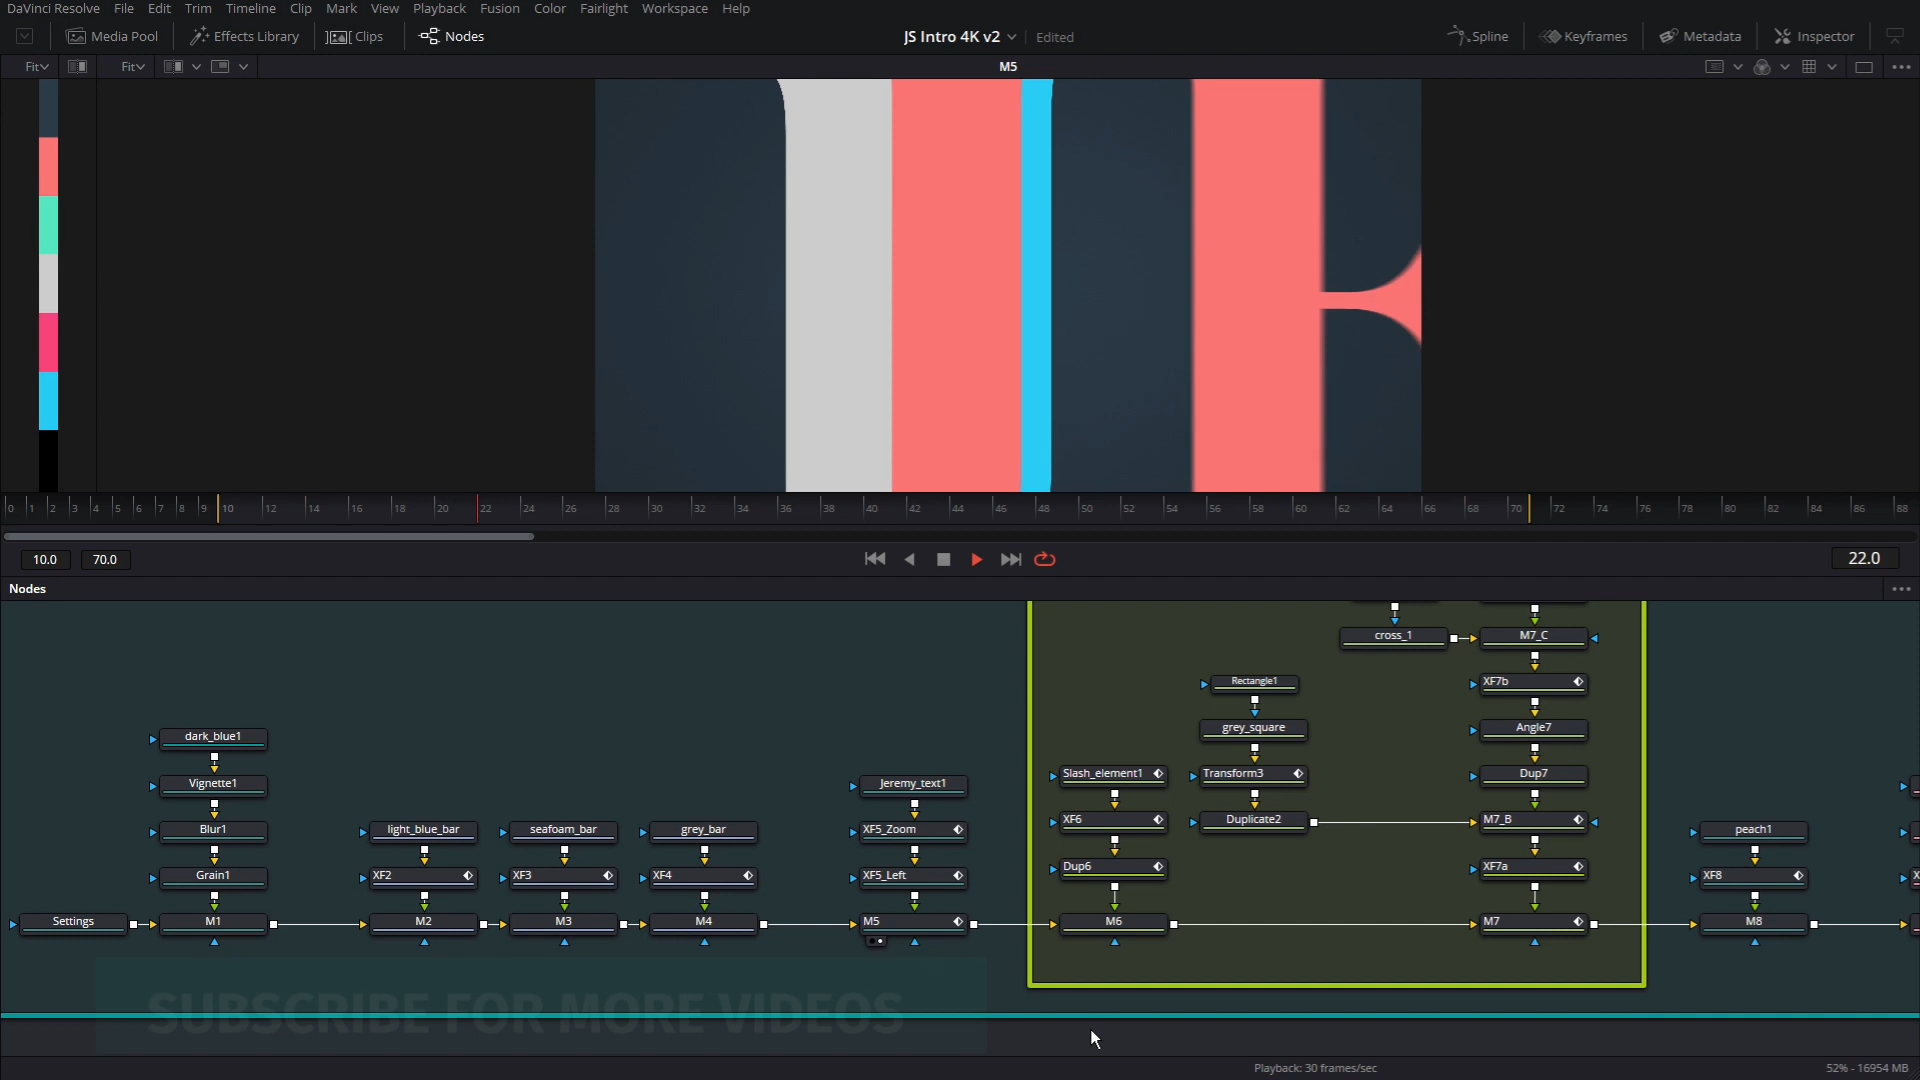 DaVinci Resolve File Edit Trim Timeline Clip Mark View Playback Fusion Color Fairlight Workspace Help
Media Pool Effects Library Clips Nodes JS Intro 4K v2 Edited Spline Keyframes Metadata Inspector
Fit Fit M5
0 1 2 3 4 5 6 7 8 9 10 12 14 16 18 20 22 24 26 28 30 32 34 36 38 40 42 44 46 48 50 52 54 56 58 60 62 64 66 68 70 72 74 76 78 80 82 84 86 88
10.0 70.0 22.0
Nodes
cross_1 M7_C
Rectangle1 XF7b
dark_blue1 grey_square Angle7
Vignette1 Jeremy_text1 Slash_element1 Transform3 Dup7
Blur1 light_blue_bar seafoam_bar grey_bar XF5_Zoom XF6 Duplicate2 M7_B peach1
Grain1 XF2 XF3 XF4 XF5_Left Dup6 XF7a XF8
Settings M1 M2 M3 M4 M5 M6 M7 M8
SUBSCRIBE FOR MORE VIDEOS
Playback: 30 frames/sec 52% - 16954 MB